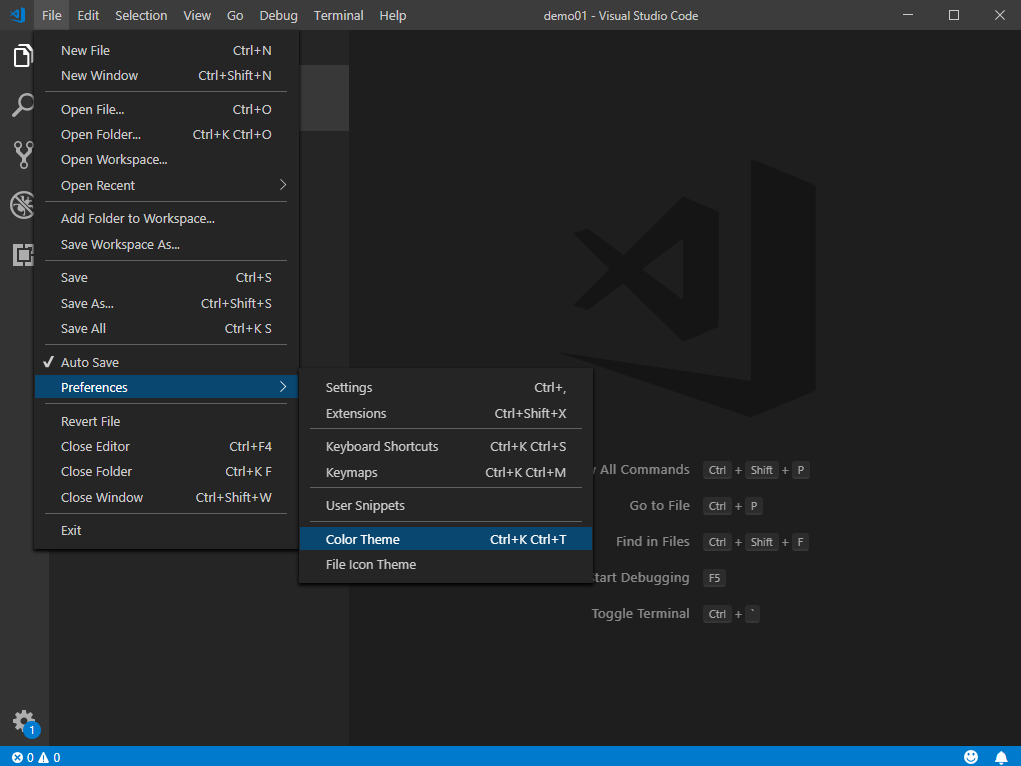 File Edit Selection View Go Debug Terminal Help demo01 - Visual Studio Code
New File Ctrl+N
New Window Ctrl+Shift+N
Open File... Ctrl+O
Open Folder... Ctrl+K Ctrl+O
Open Workspace...
Open Recent
Add Folder to Workspace...
Save Workspace As...
Save Ctrl+S
Save As... Ctrl+Shift+S
Save All Ctrl+K S
Auto Save
Preferences
Revert File
Close Editor Ctrl+F4
Close Folder Ctrl+K F
Close Window Ctrl+Shift+W
Exit
Settings Ctrl+,
Extensions Ctrl+Shift+X
Keyboard Shortcuts Ctrl+K Ctrl+S
Keymaps Ctrl+K Ctrl+M
User Snippets
Color Theme Ctrl+K Ctrl+T
File Icon Theme
All Commands Ctrl + Shift + P
Go to File Ctrl + P
Find in Files Ctrl + Shift + F
tart Debugging F5
Toggle Terminal Ctrl + `
1
0 0